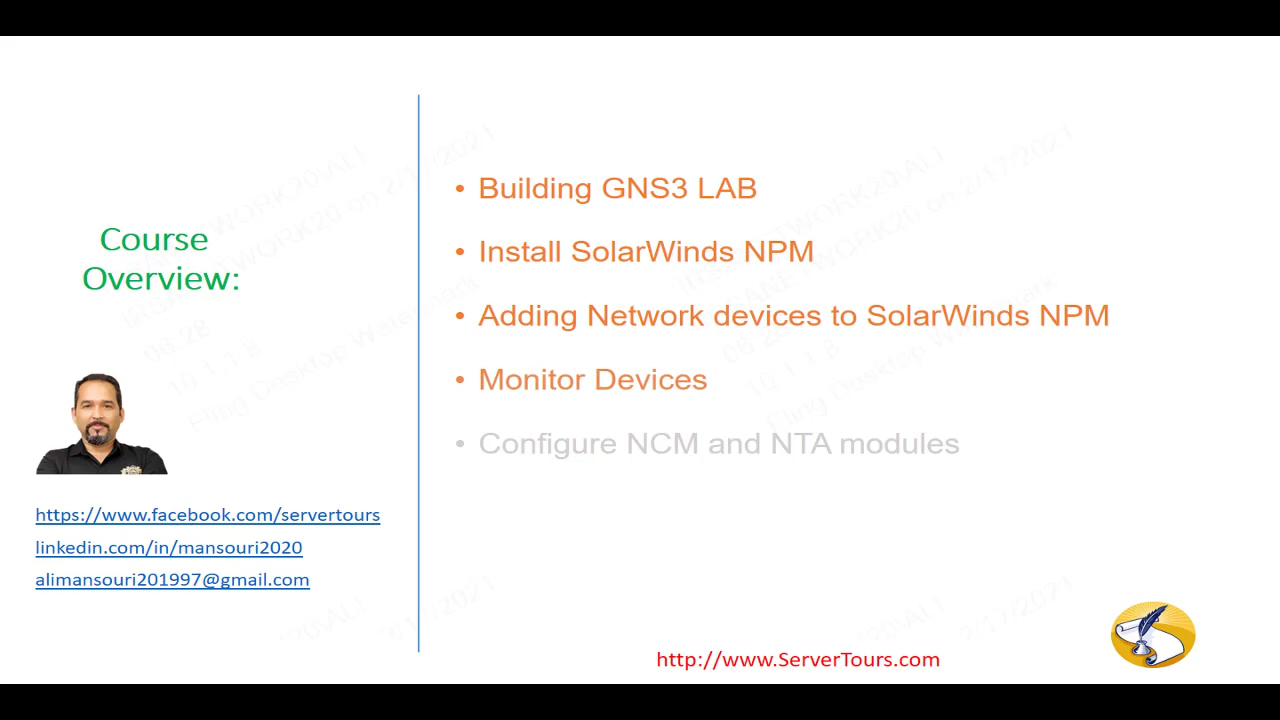 Course
Overview:
https://www.facebook.com/servertours
linkedin.com/in/mansouri2020
alimansouri201997@gmail.com
• Building GNS3 LAB
• Install SolarWinds NPM
• Adding Network devices to SolarWinds NPM
• Monitor Devices
• Configure NCM and NTA modules
http://www.ServerTours.com